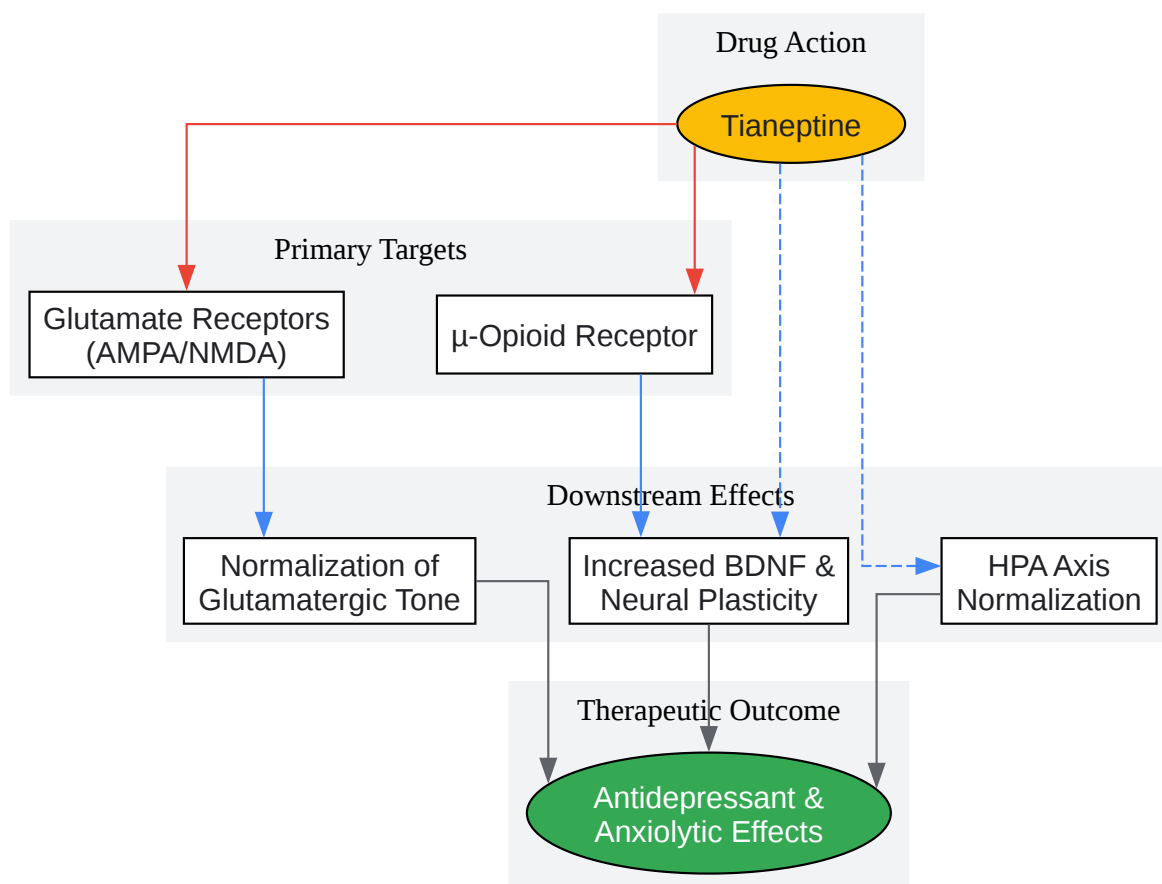 Drug Action
Tianeptine
Primary Targets
Glutamate Receptors
(AMPA/NMDA)
µ-Opioid Receptor
Downstream Effects
Normalization of
Glutamatergic Tone
Increased BDNF &
Neural Plasticity
HPA Axis
Normalization
Therapeutic Outcome
Antidepressant &
Anxiolytic Effects